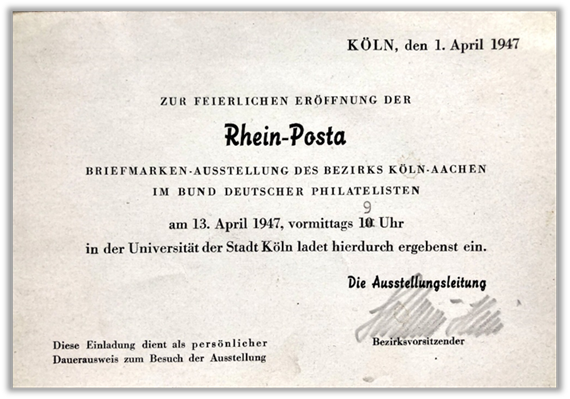 KÖLN, den 1. April 1947
ZUR FEIERLICHEN ERÖFFNUNG DER
Rhein-Posta
BRIEFMARKEN-AUSSTELLUNG DES BEZIRKS KÖLN-AACHEN
IM BUND DEUTSCHER PHILATELISTEN
9
am 13. April 1947, vormittags 10 Uhr
in der Universität der Stadt Köln ladet hierdurch ergebenst ein.
Die Ausstellungsleitung
Bezirksvorsitzender
Diese Einladung dient als persönlicher
Dauerausweis zum Besuch der Ausstellung